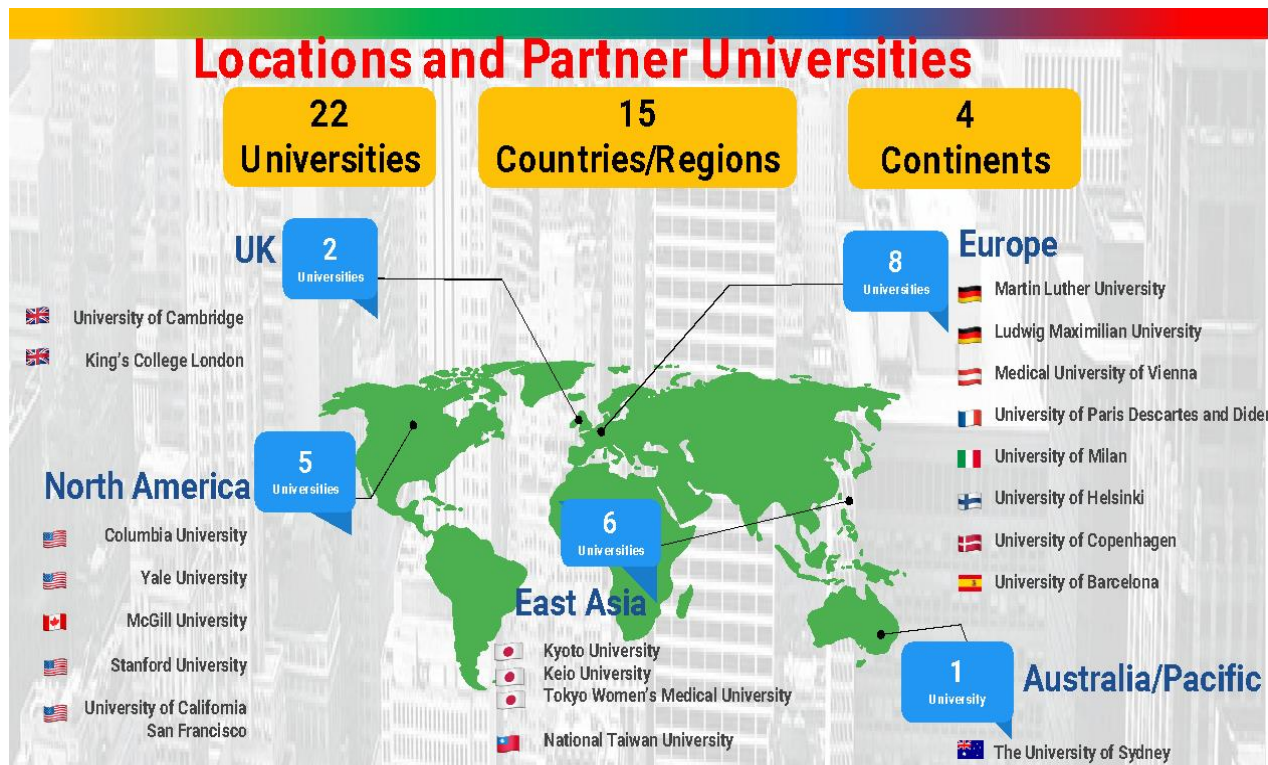 Locations and Partner Universities
22
Universities
15
Countries/Regions
4
Continents
UK
2
Universities
University of Cambridge
King's College London
8
Universities
Europe
Martin Luther University
Ludwig Maximilian University
Medical University of Vienna
University of Paris Descartes and Dider
University of Milan
University of Helsinki
University of Copenhagen
University of Barcelona
North America
5
Universities
Columbia University
Yale University
McGill University
Stanford University
University of California
San Francisco
6
Universities
East Asia
Kyoto University
Keio University
Tokyo Women's Medical University
National Taiwan University
1
University
Australia/Pacific
The University of Sydney